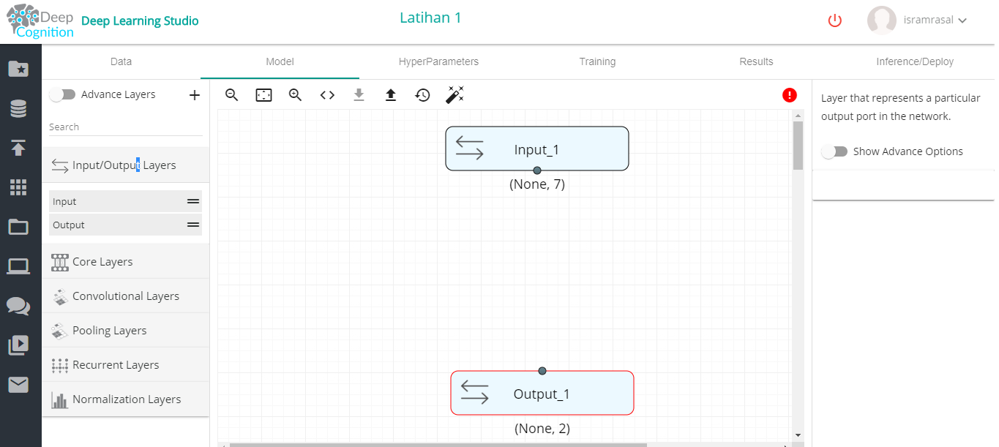 Deep
Cognition
Deep Learning Studio
Latihan 1
isramrasal
Data
Model
HyperParameters
Training
Results
Inference/Deploy
Advance Layers
Search
Input/Output Layers
Input
Output
Core Layers
Convolutional Layers
Pooling Layers
Recurrent Layers
Normalization Layers
Input_1
(None, 7)
Output_1
(None, 2)
Layer that represents a particular
output port in the network.
Show Advance Options